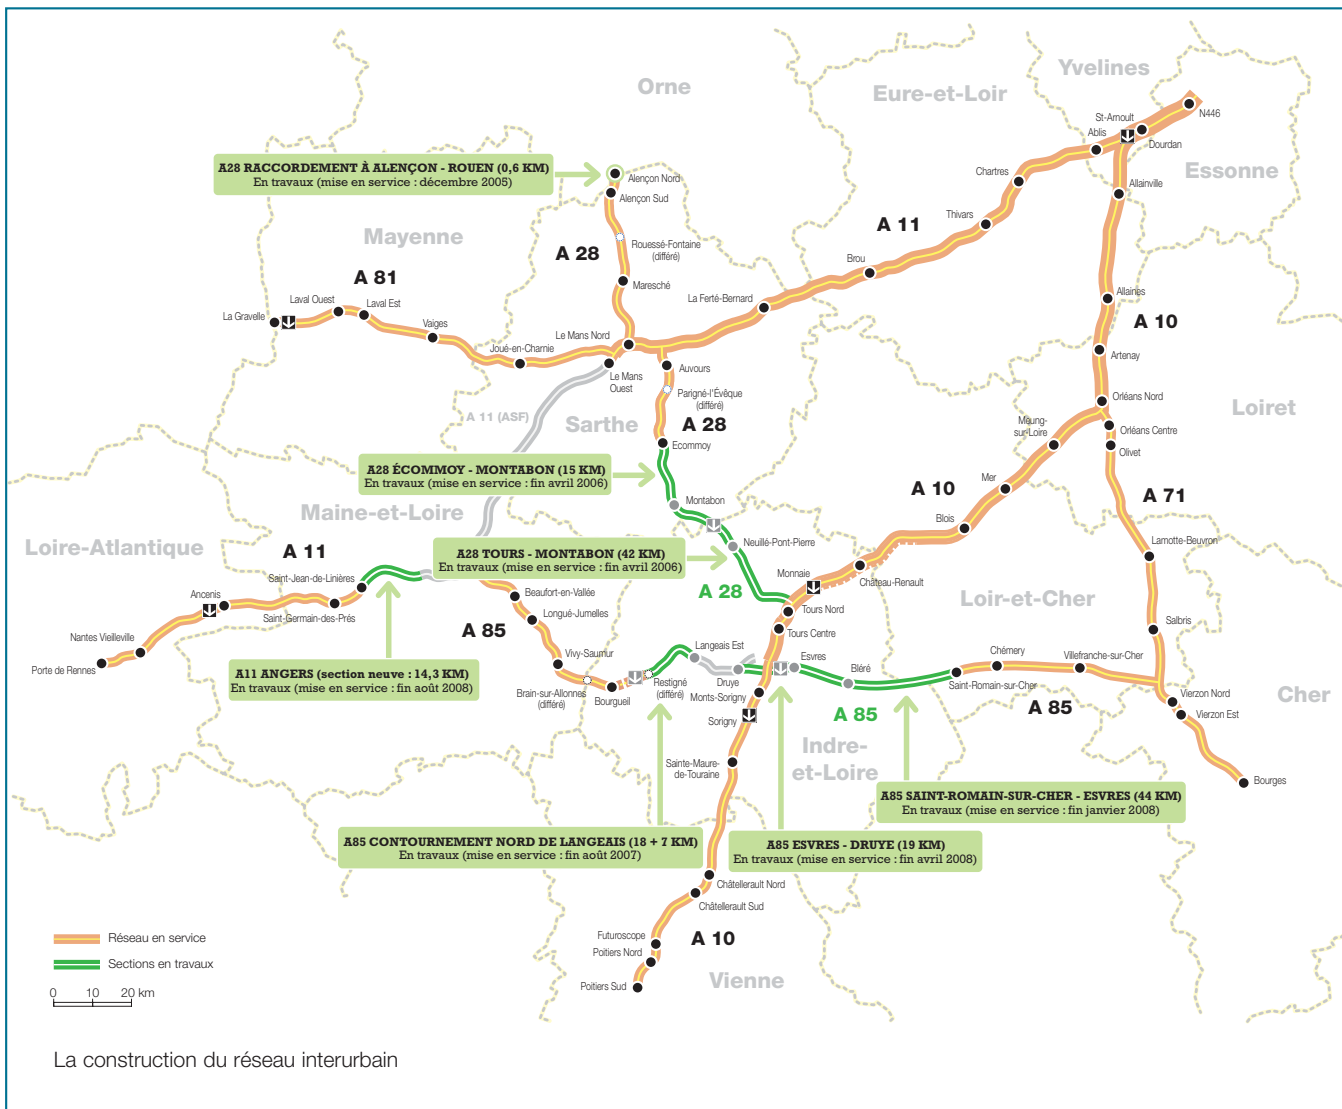 Yvelines
Orne
Eure-et-Loir
N446
St-Arnoult
Ablis
Dourdan
A28 RACCORDEMENT À ALENÇON - ROUEN (0,6 KM)
En travaux (mise en service : décembre 2005)
Alençon Nord
Alençon Sud
Chartres
Essonne
Allainville
Thivars
A 11
Mayenne
Rouessé-Fontaine
(différé)
A 28
Brou
A 81
Maresché
La Ferté-Bernard
Allaines
Laval Ouest
Laval Est
La Gravelle
Vaiges
A 10
Le Mans Nord
Joué-en-Charnie
Artenay
Le Mans
Ouest
Auvours
Parigné-l'Évêque
(différé)
Orléans Nord
Loiret
A 11 (ASF)
Sarthe
A 28
Meung-
sur-Loire
Orléans Centre
Ecommoy
Olivet
A28 ÉCOMMOY - MONTABON (15 KM)
En travaux (mise en service : fin avril 2006)
Mer
A 10
A 71
Montabon
Maine-et-Loire
Blois
Loire-Atlantique
A 11
A28 TOURS - MONTABON (42 KM)
En travaux (mise en service : fin avril 2006)
Neuillé-Pont-Pierre
Lamotte-Beuvron
Monnaie
Saint-Jean-de-Linières
Château-Renault
A 28
Beaufort-en-Vallée
Ancenis
Longué-Jumelles
Loir-et-Cher
Tours Nord
Saint-Germain-des-Prés
A 85
Tours Centre
Salbris
Nantes Vieilleville
Langeais Est
Esvres
Vivy-Saumur
Chémery
Villefranche-sur-Cher
Porte de Rennes
A11 ANGERS (section neuve : 14,3 KM)
En travaux (mise en service : fin août 2008)
Bléré
Druye
Restigné
(différé)
Saint-Romain-sur-Cher
Brain-sur-Allonnes
(différé)
Bourgueil
Monts-Sorigny
Vierzon Nord
Cher
A 85
A 85
Vierzon Est
Sorigny
Indre-
et-Loire
Sainte-Maure-
de-Touraine
Bourges
A85 SAINT-ROMAIN-SUR-CHER - ESVRES (44 KM)
En travaux (mise en service : fin janvier 2008)
A85 CONTOURNEMENT NORD DE LANGEAIS (18 + 7 KM)
En travaux (mise en service : fin août 2007)
A85 ESVRES - DRUYE (19 KM)
En travaux (mise en service : fin avril 2008)
Châtellerault Nord
Châtellerault Sud
Futuroscope
A 10
Poitiers Nord
Vienne
Poitiers Sud
Réseau en service
Sections en travaux
0 10 20 km
La construction du réseau interurbain